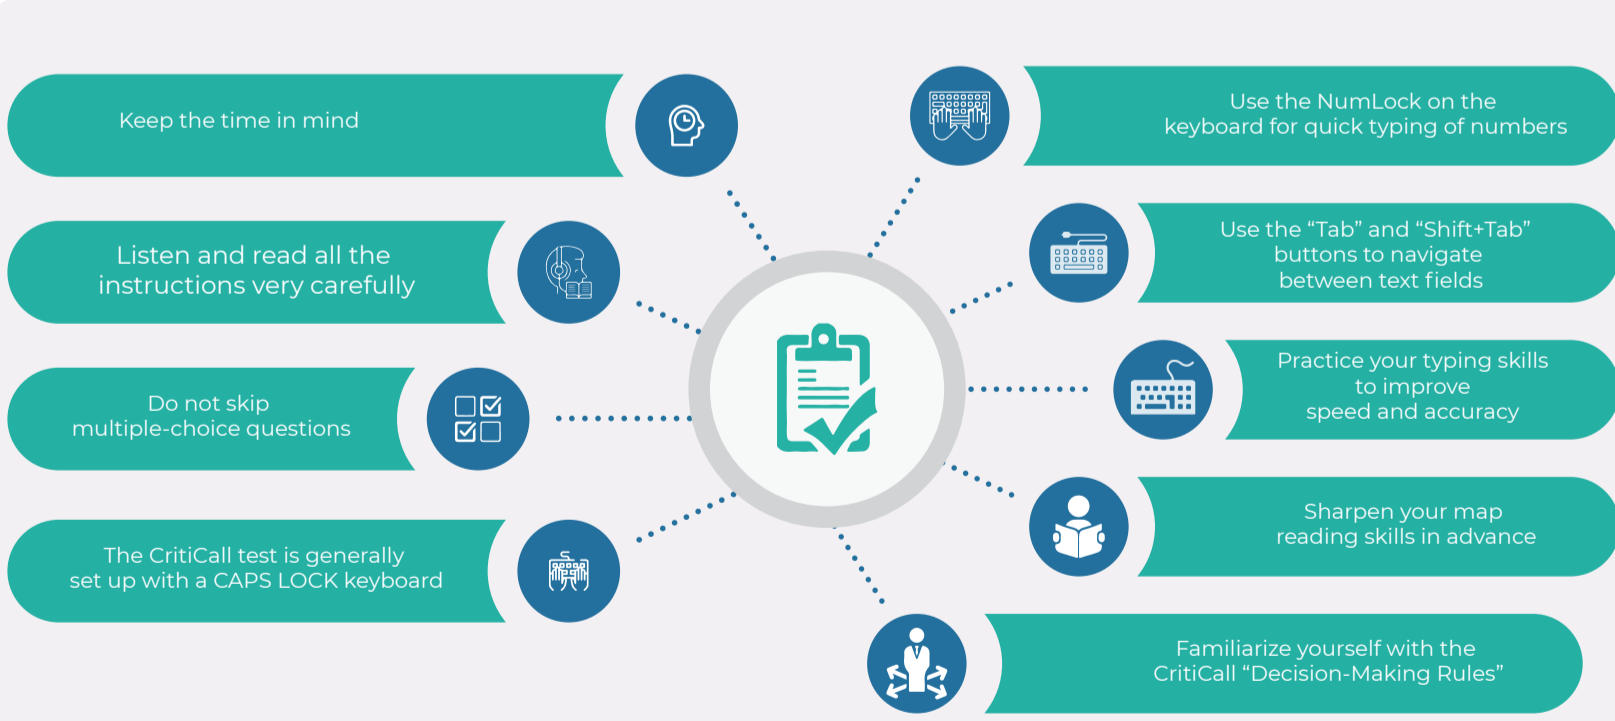 Keep the time in mind
Listen and read all the
instructions very carefully
Do not skip
multiple-choice questions
The CritiCall test is generally
set up with a CAPS LOCK keyboard
Use the NumLock on the
keyboard for quick typing of numbers
Use the “Tab” and “Shift+Tab”
buttons to navigate
between text fields
Practice your typing skills
to improve
speed and accuracy
Sharpen your map
reading skills in advance
Familiarize yourself with the
CritiCall “Decision-Making Rules”